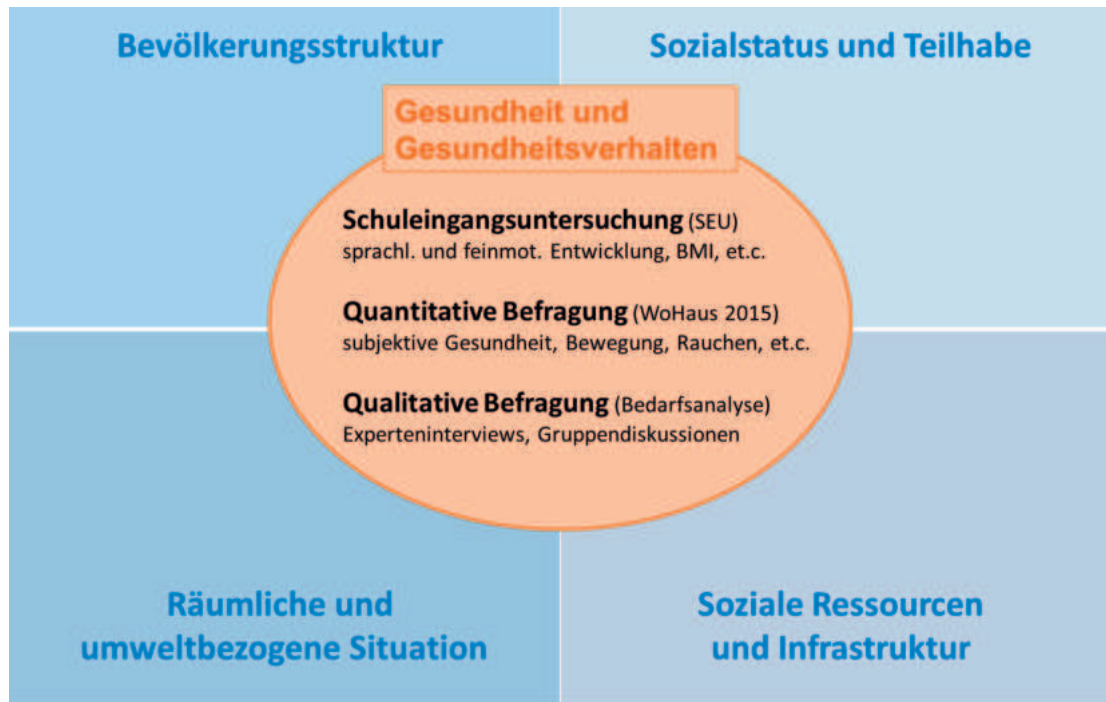 Bevölkerungsstruktur
Sozialstatus und Teilhabe
Gesundheit und
Gesundheitsverhalten
Schuleingangsuntersuchung (SEU)
sprachl. und feinmot. Entwicklung, BMI, et.c.
Quantitative Befragung (WoHaus 2015)
subjektive Gesundheit, Bewegung, Rauchen, et.c.
Qualitative Befragung (Bedarfsanalyse)
Experteninterviews, Gruppendiskussionen
Räumliche und
umweltbezogene Situation
Soziale Ressourcen
und Infrastruktur